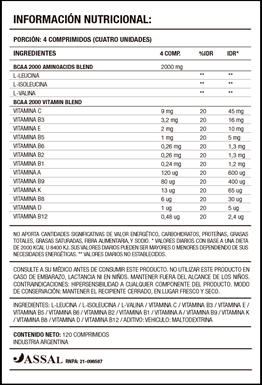 INFORMACIÓN NUTRICIONAL:
PORCIÓN: 4 COMPRIMIDOS (CUATRO UNIDADES)
INGREDIENTES 4 COMP. %IDR IDR*
BCAA 2000 AMINOACIDS BLEND 2000 mg
L-LEUCINA ** **
L-ISOLEUCINA ** **
L-VALINA ** **
BCAA 2000 VITAMIN BLEND
VITAMINA C 9 mg 20 45 mg
VITAMINA B3 3,2 mg 20 16 mg
VITAMINA E 2 mg 20 10 mg
VITAMINA B5 1 mg 20 5 mg
VITAMINA B6 0,26 mg 20 1,3 mg
VITAMINA B2 0,26 mg 20 1,3 mg
VITAMINA B1 0,24 mg 20 1,2 mg
VITAMINA A 120 ug 20 600 ug
VITAMINA B9 80 ug 20 400 ug
VITAMINA K 13 ug 20 65 ug
VITAMINA B8 6 ug 20 30 ug
VITAMINA D 1 ug 20 5 ug
VITAMINA B12 0,48 ug 20 2,4 ug
NO APORTA CANTIDADES SIGNIFICATIVAS DE VALOR ENERGÉTICO, CARBOHIDRATOS, PROTEÍNAS, GRASAS
TOTALES, GRASAS SATURADAS, FIBRA ALIMENTARIA, Y SODIO. * VALORES DIARIOS CON BASE A UNA DIETA
DE 2000 KCAL U 8400 KJ. SUS VALORES DIARIOS PUEDEN SER MAYORES O MENORES DEPENDIENDO DE SUS
NECESIDADES ENERGÉTICAS. ** VALORES DIARIOS NO ESTABLECIDOS.
CONSULTE A SU MÉDICO ANTES DE CONSUMIR ESTE PRODUCTO. NO UTILIZAR ESTE PRODUCTO EN
CASO DE EMBARAZO, LACTANCIA NI EN NIÑOS. MANTENER FUERA DEL ALCANCE DE LOS NIÑOS.
CONTRAINDICACIONES: HIPERSENSIBILIDAD A CUALQUIER COMPONENTE DEL PRODUCTO. MODO
DE CONSERVACIÓN: MANTENER EL RECIPIENTE CERRADO, EN LUGAR FRESCO Y SECO.
INGREDIENTES: L-LEUCINA / L-ISOLEUCINA / L-VALINA / VITAMINA C / VITAMINA B3 / VITAMINA E /
VITAMINA B5 / VITAMINA B6 / VITAMINA B2 / VITAMINA B1 / VITAMINA A / VITAMINA B9 / VITAMINA K
/ VITAMINA B8 / VITAMINA D / VITAMINA B12 / ADITIVO: VEHICULO: MALTODEXTRINA
CONTENIDO NETO: 120 COMPRIMIDOS
INDUSTRIA ARGENTINA
ASSAL RNPA: 21-096587